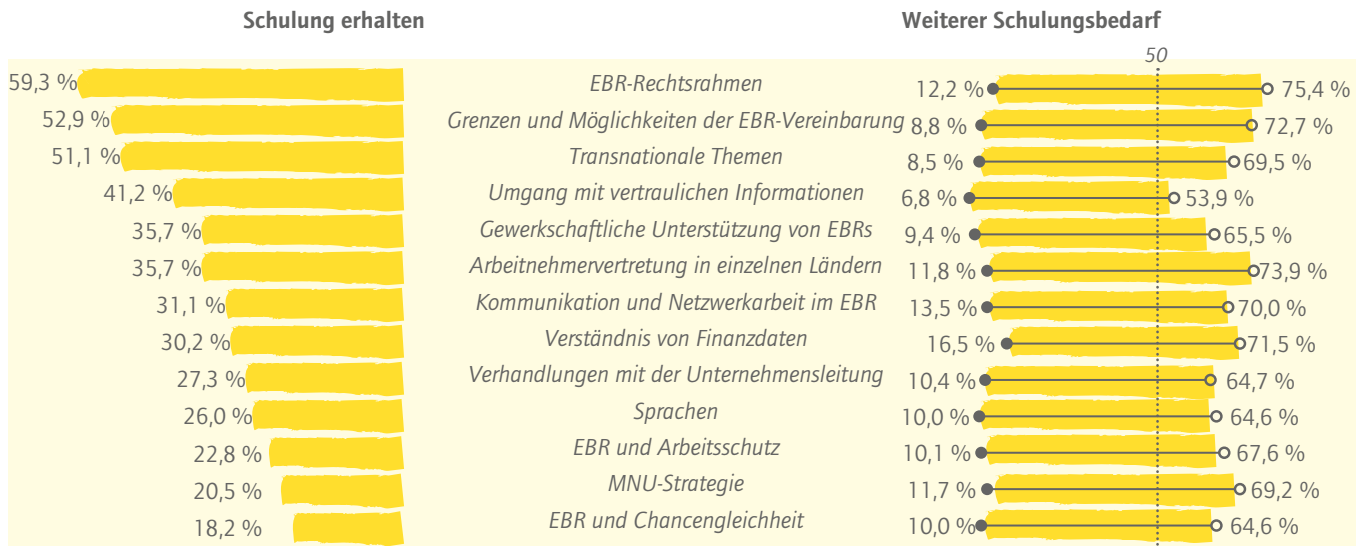 Schulung erhalten Weiterer Schulungsbedarf
50
59,3 % EBR-Rechtsrahmen 12,2 % 75,4 %
52,9 % Grenzen und Möglichkeiten der EBR-Vereinbarung 8,8 % 72,7 %
51,1 % Transnationale Themen 8,5 % 69,5 %
41,2 % Umgang mit vertraulichen Informationen 6,8 % 53,9 %
35,7 % Gewerkschaftliche Unterstützung von EBRs 9,4 % 65,5 %
35,7 % Arbeitnehmervertretung in einzelnen Ländern 11,8 % 73,9 %
31,1 % Kommunikation und Netzwerkarbeit im EBR 13,5 % 70,0 %
30,2 % Verständnis von Finanzdaten 16,5 % 71,5 %
27,3 % Verhandlungen mit der Unternehmensleitung 10,4 % 64,7 %
26,0 % Sprachen 10,0 % 64,6 %
22,8 % EBR und Arbeitsschutz 10,1 % 67,6 %
20,5 % MNU-Strategie 11,7 % 69,2 %
18,2 % EBR und Chancengleichheit 10,0 % 64,6 %